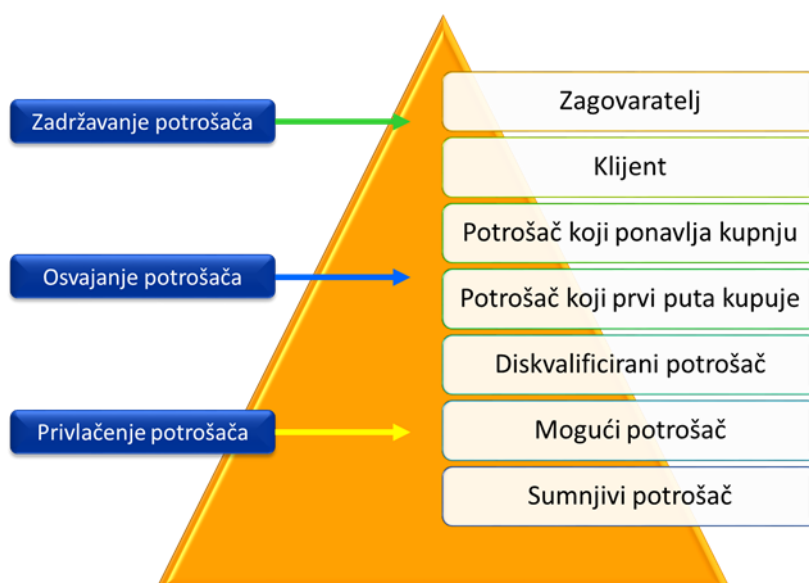 Zadržavanje potrošača
Osvajanje potrošača
Privlačenje potrošača
Zagovaratelj
Klijent
Potrošač koji ponavlja kupnju
Potrošač koji prvi puta kupuje
Diskvalificirani potrošač
Mogući potrošač
Sumnjivi potrošač